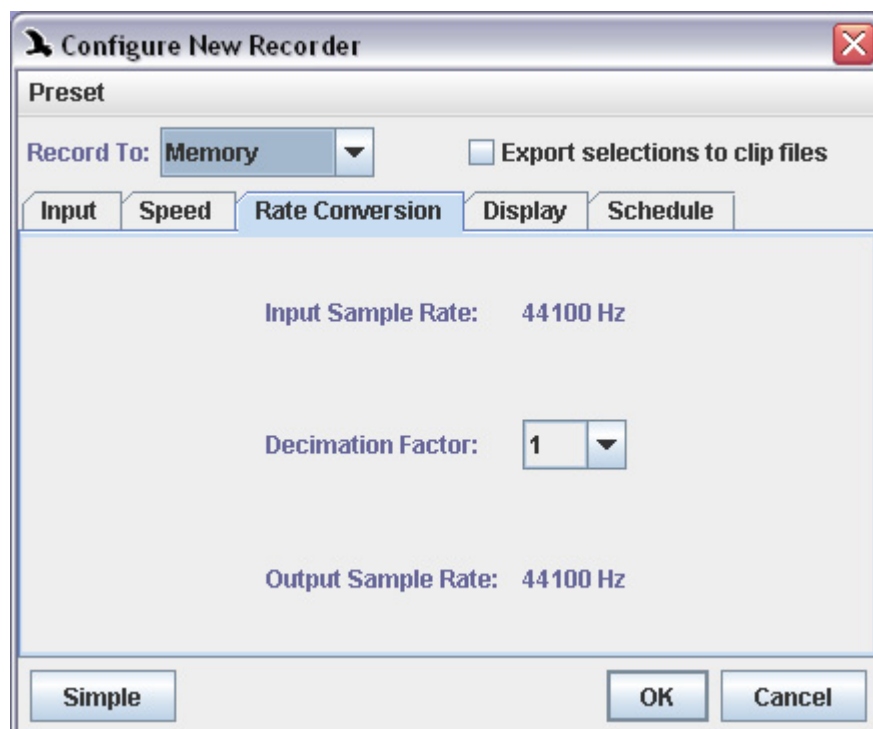 Configure New Recorder
Preset
Record To: Memory Export selections to clip files
Input Speed Rate Conversion Display Schedule
Input Sample Rate: 44100 Hz
Decimation Factor: 1
Output Sample Rate: 44100 Hz
Simple OK Cancel